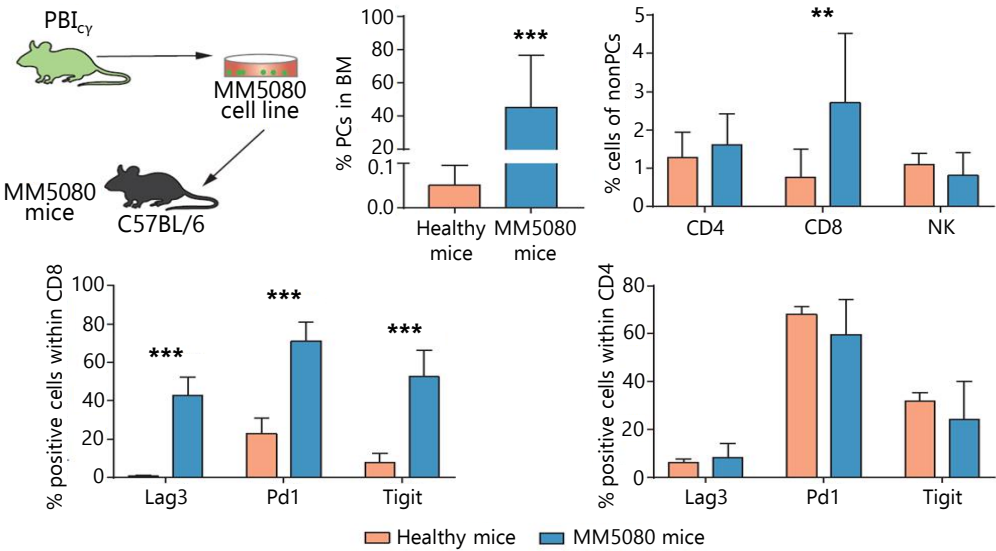 PBIcγ
MM5080
cell line
MM5080
mice
C57BL/6
% PCs in BM
100
80
60
40
20
0.1
0.0
***
Healthy
mice
MM5080
mice
% cells of nonPCs
5
4
3
2
1
0
**
CD4
CD8
NK
% positive cells within CD8
100
80
60
40
20
0
***
***
***
Lag3
Pd1
Tigit
% positive cells within CD4
80
60
40
20
0
Lag3
Pd1
Tigit
Healthy mice
MM5080 mice